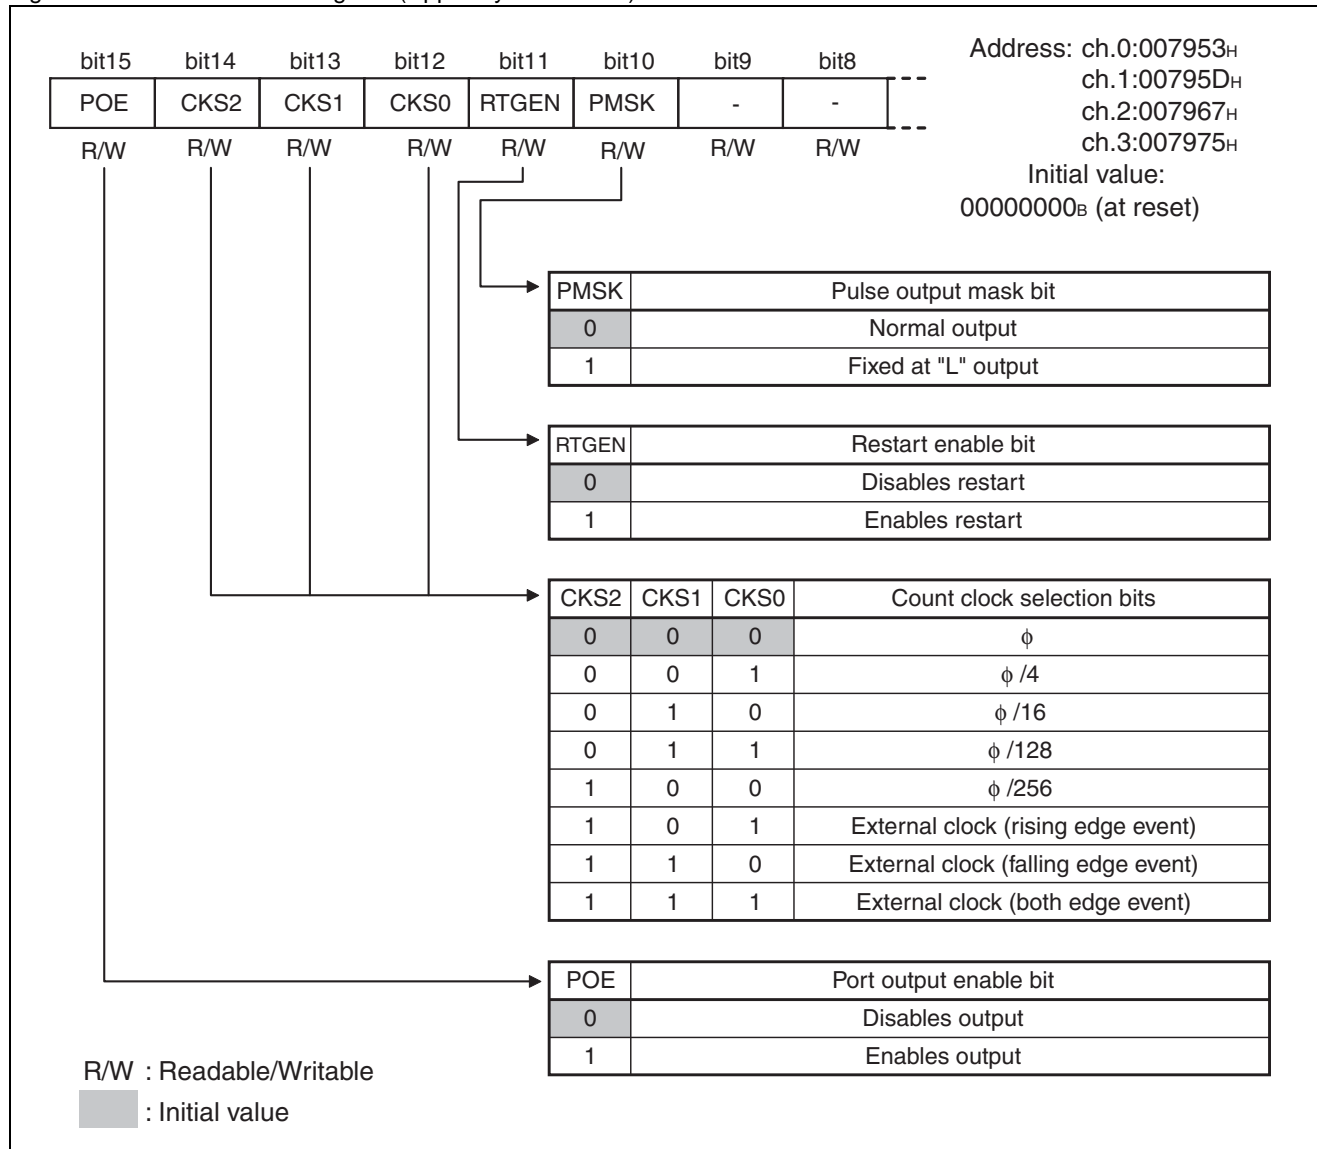 bit15 bit14 bit13 bit12 bit11 bit10 bit9 bit8
POE CKS2 CKS1 CKS0 RTGEN PMSK - -
R/W R/W R/W R/W R/W R/W R/W R/W
Address: ch.0:007953H
ch.1:00795DH
ch.2:007967H
ch.3:007975H
Initial value:
00000000B (at reset)
PMSK Pulse output mask bit
0 Normal output
1 Fixed at "L" output
RTGEN Restart enable bit
0 Disables restart
1 Enables restart
CKS2 CKS1 CKS0 Count clock selection bits
0 0 0 ϕ
0 0 1 ϕ /4
0 1 0 ϕ /16
0 1 1 ϕ /128
1 0 0 ϕ /256
1 0 1 External clock (rising edge event)
1 1 0 External clock (falling edge event)
1 1 1 External clock (both edge event)
POE Port output enable bit
0 Disables output
1 Enables output
R/W : Readable/Writable
: Initial value